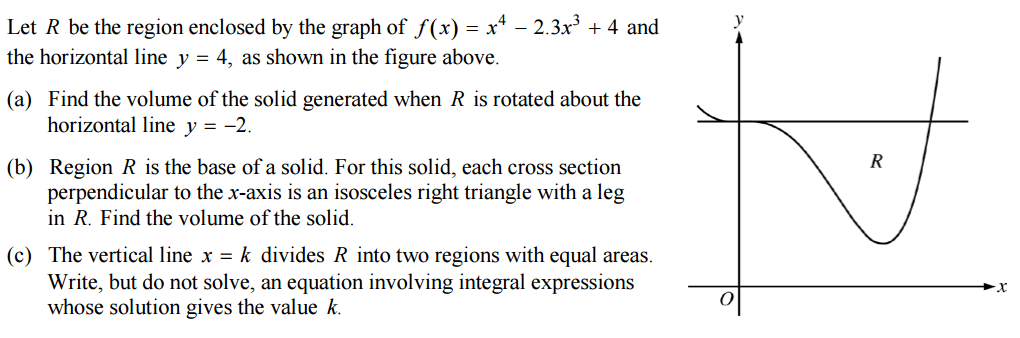 Let R be the region enclosed by the graph of f(x) = x⁴ – 2.3x³ + 4 and
the horizontal line y = 4, as shown in the figure above.
(a) Find the volume of the solid generated when R is rotated about the
horizontal line y = –2.
(b) Region R is the base of a solid. For this solid, each cross section
perpendicular to the x-axis is an isosceles right triangle with a leg
in R. Find the volume of the solid.
(c) The vertical line x = k divides R into two regions with equal areas.
Write, but do not solve, an equation involving integral expressions
whose solution gives the value k.
y
R
O
x